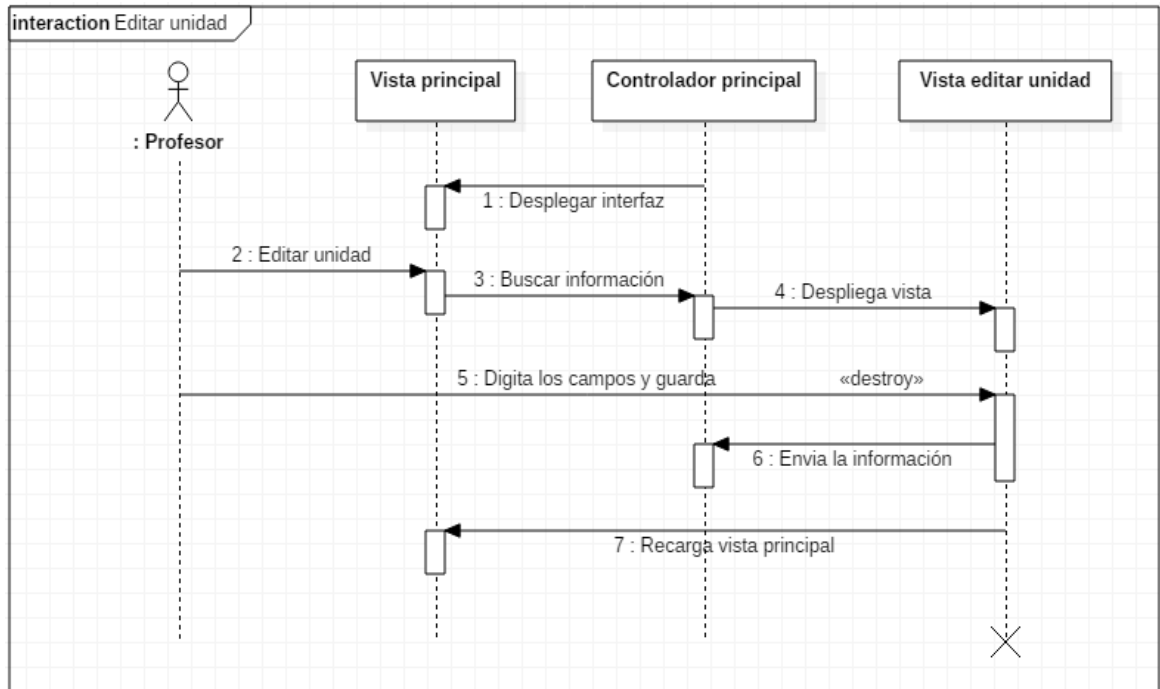 interaction Editar unidad
Vista principal
Controlador principal
Vista editar unidad
: Profesor
1 : Desplegar interfaz
2 : Editar unidad
3 : Buscar información
4 : Despliega vista
5 : Digita los campos y guarda
«destroy»
6 : Envia la información
7 : Recarga vista principal